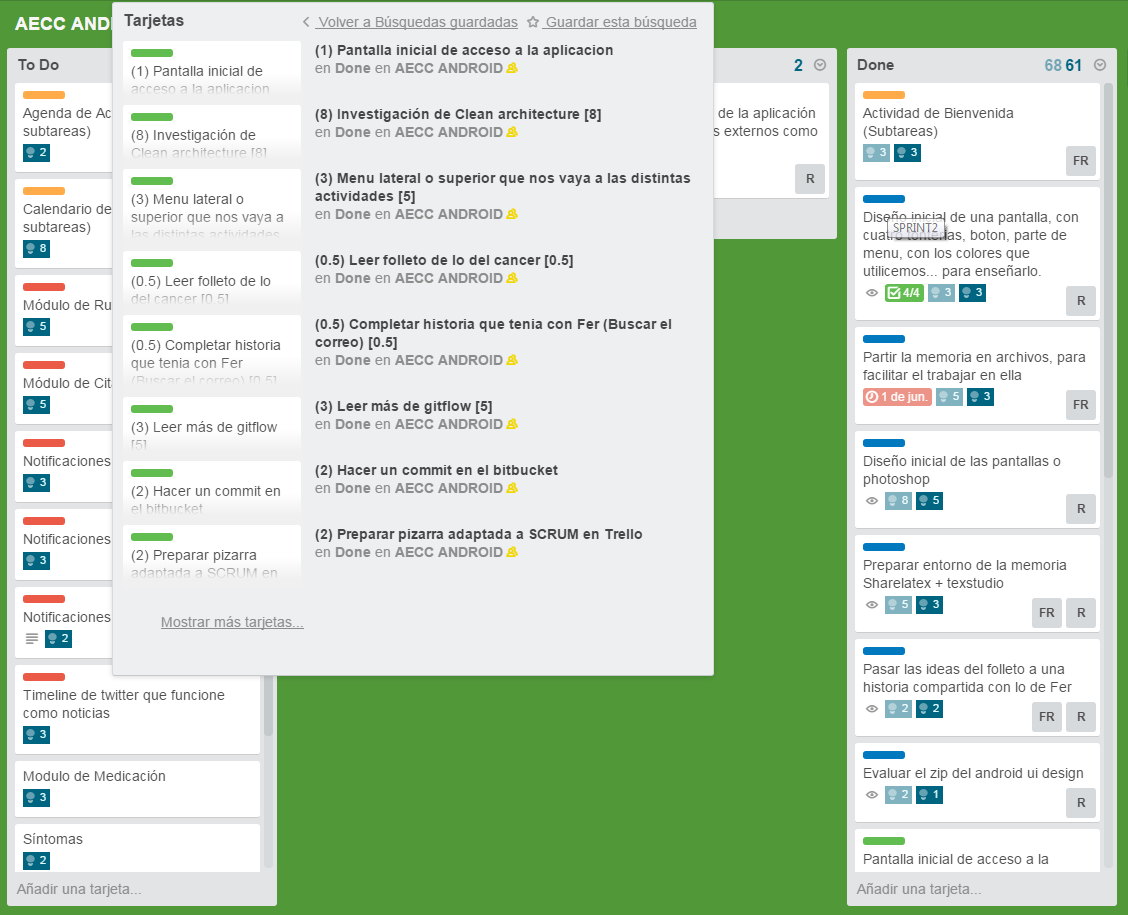 AECC AND
To Do
Agenda de Ac
subtareas)
2
Calendario de
subtareas)
8
Módulo de Ru
5
Módulo de Cit
5
Notificaciones
3
Notificaciones
3
Notificaciones
2
Timeline de twitter que funcione
como noticias
3
Modulo de Medicación
3
Síntomas
2
Añadir una tarjeta...
Tarjetas
Volver a Búsquedas guardadas
Guardar esta búsqueda
(1) Pantalla inicial de
acceso a la aplicacion
(1) Pantalla inicial de acceso a la aplicacion
en Done en AECC ANDROID
(8) Investigación de
Clean architecture [8]
(8) Investigación de Clean architecture [8]
en Done en AECC ANDROID
(3) Menu lateral o
superior que nos vaya a
las distintas actividades
(3) Menu lateral o superior que nos vaya a las distintas
actividades [5]
en Done en AECC ANDROID
(0.5) Leer folleto de lo
del cancer [0.5]
(0.5) Leer folleto de lo del cancer [0.5]
en Done en AECC ANDROID
(0.5) Completar historia
que tenia con Fer
(Buscar el correo) [0.5]
(0.5) Completar historia que tenia con Fer (Buscar el
correo) [0.5]
en Done en AECC ANDROID
(3) Leer más de gitflow
[5]
(3) Leer más de gitflow [5]
en Done en AECC ANDROID
(2) Hacer un commit en
el bitbucket
(2) Hacer un commit en el bitbucket
en Done en AECC ANDROID
(2) Preparar pizarra
adaptada a SCRUM en
(2) Preparar pizarra adaptada a SCRUM en Trello
en Done en AECC ANDROID
Mostrar más tarjetas...
2
de la aplicación
s externos como
R
Done
68 61
Actividad de Bienvenida
(Subtareas)
3 3
FR
Diseño inicial de una pantalla, con
cuatro tonterias, boton, parte de
menu, con los colores que
utilicemos... para enseñarlo.
SPRINT2
4/4 3 3
R
Partir la memoria en archivos, para
facilitar el trabajar en ella
1 de jun. 5 3
FR
Diseño inicial de las pantallas o
photoshop
8 5
R
Preparar entorno de la memoria
Sharelatex + texstudio
5 3
FR R
Pasar las ideas del folleto a una
historia compartida con lo de Fer
2 2
FR R
Evaluar el zip del android ui design
2 1
R
Pantalla inicial de acceso a la
Añadir una tarjeta...